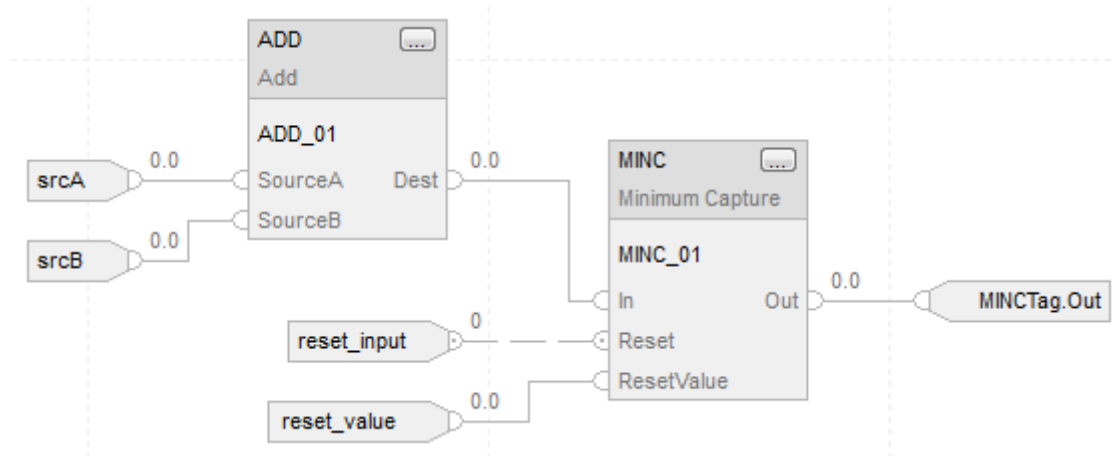 ADD
...
Add
ADD_01
srcA
0.0
SourceA
Dest
0.0
srcB
0.0
SourceB
MINC
...
Minimum Capture
MINC_01
In
Out
0.0
MINCTag.Out
reset_input
0
Reset
reset_value
0.0
ResetValue